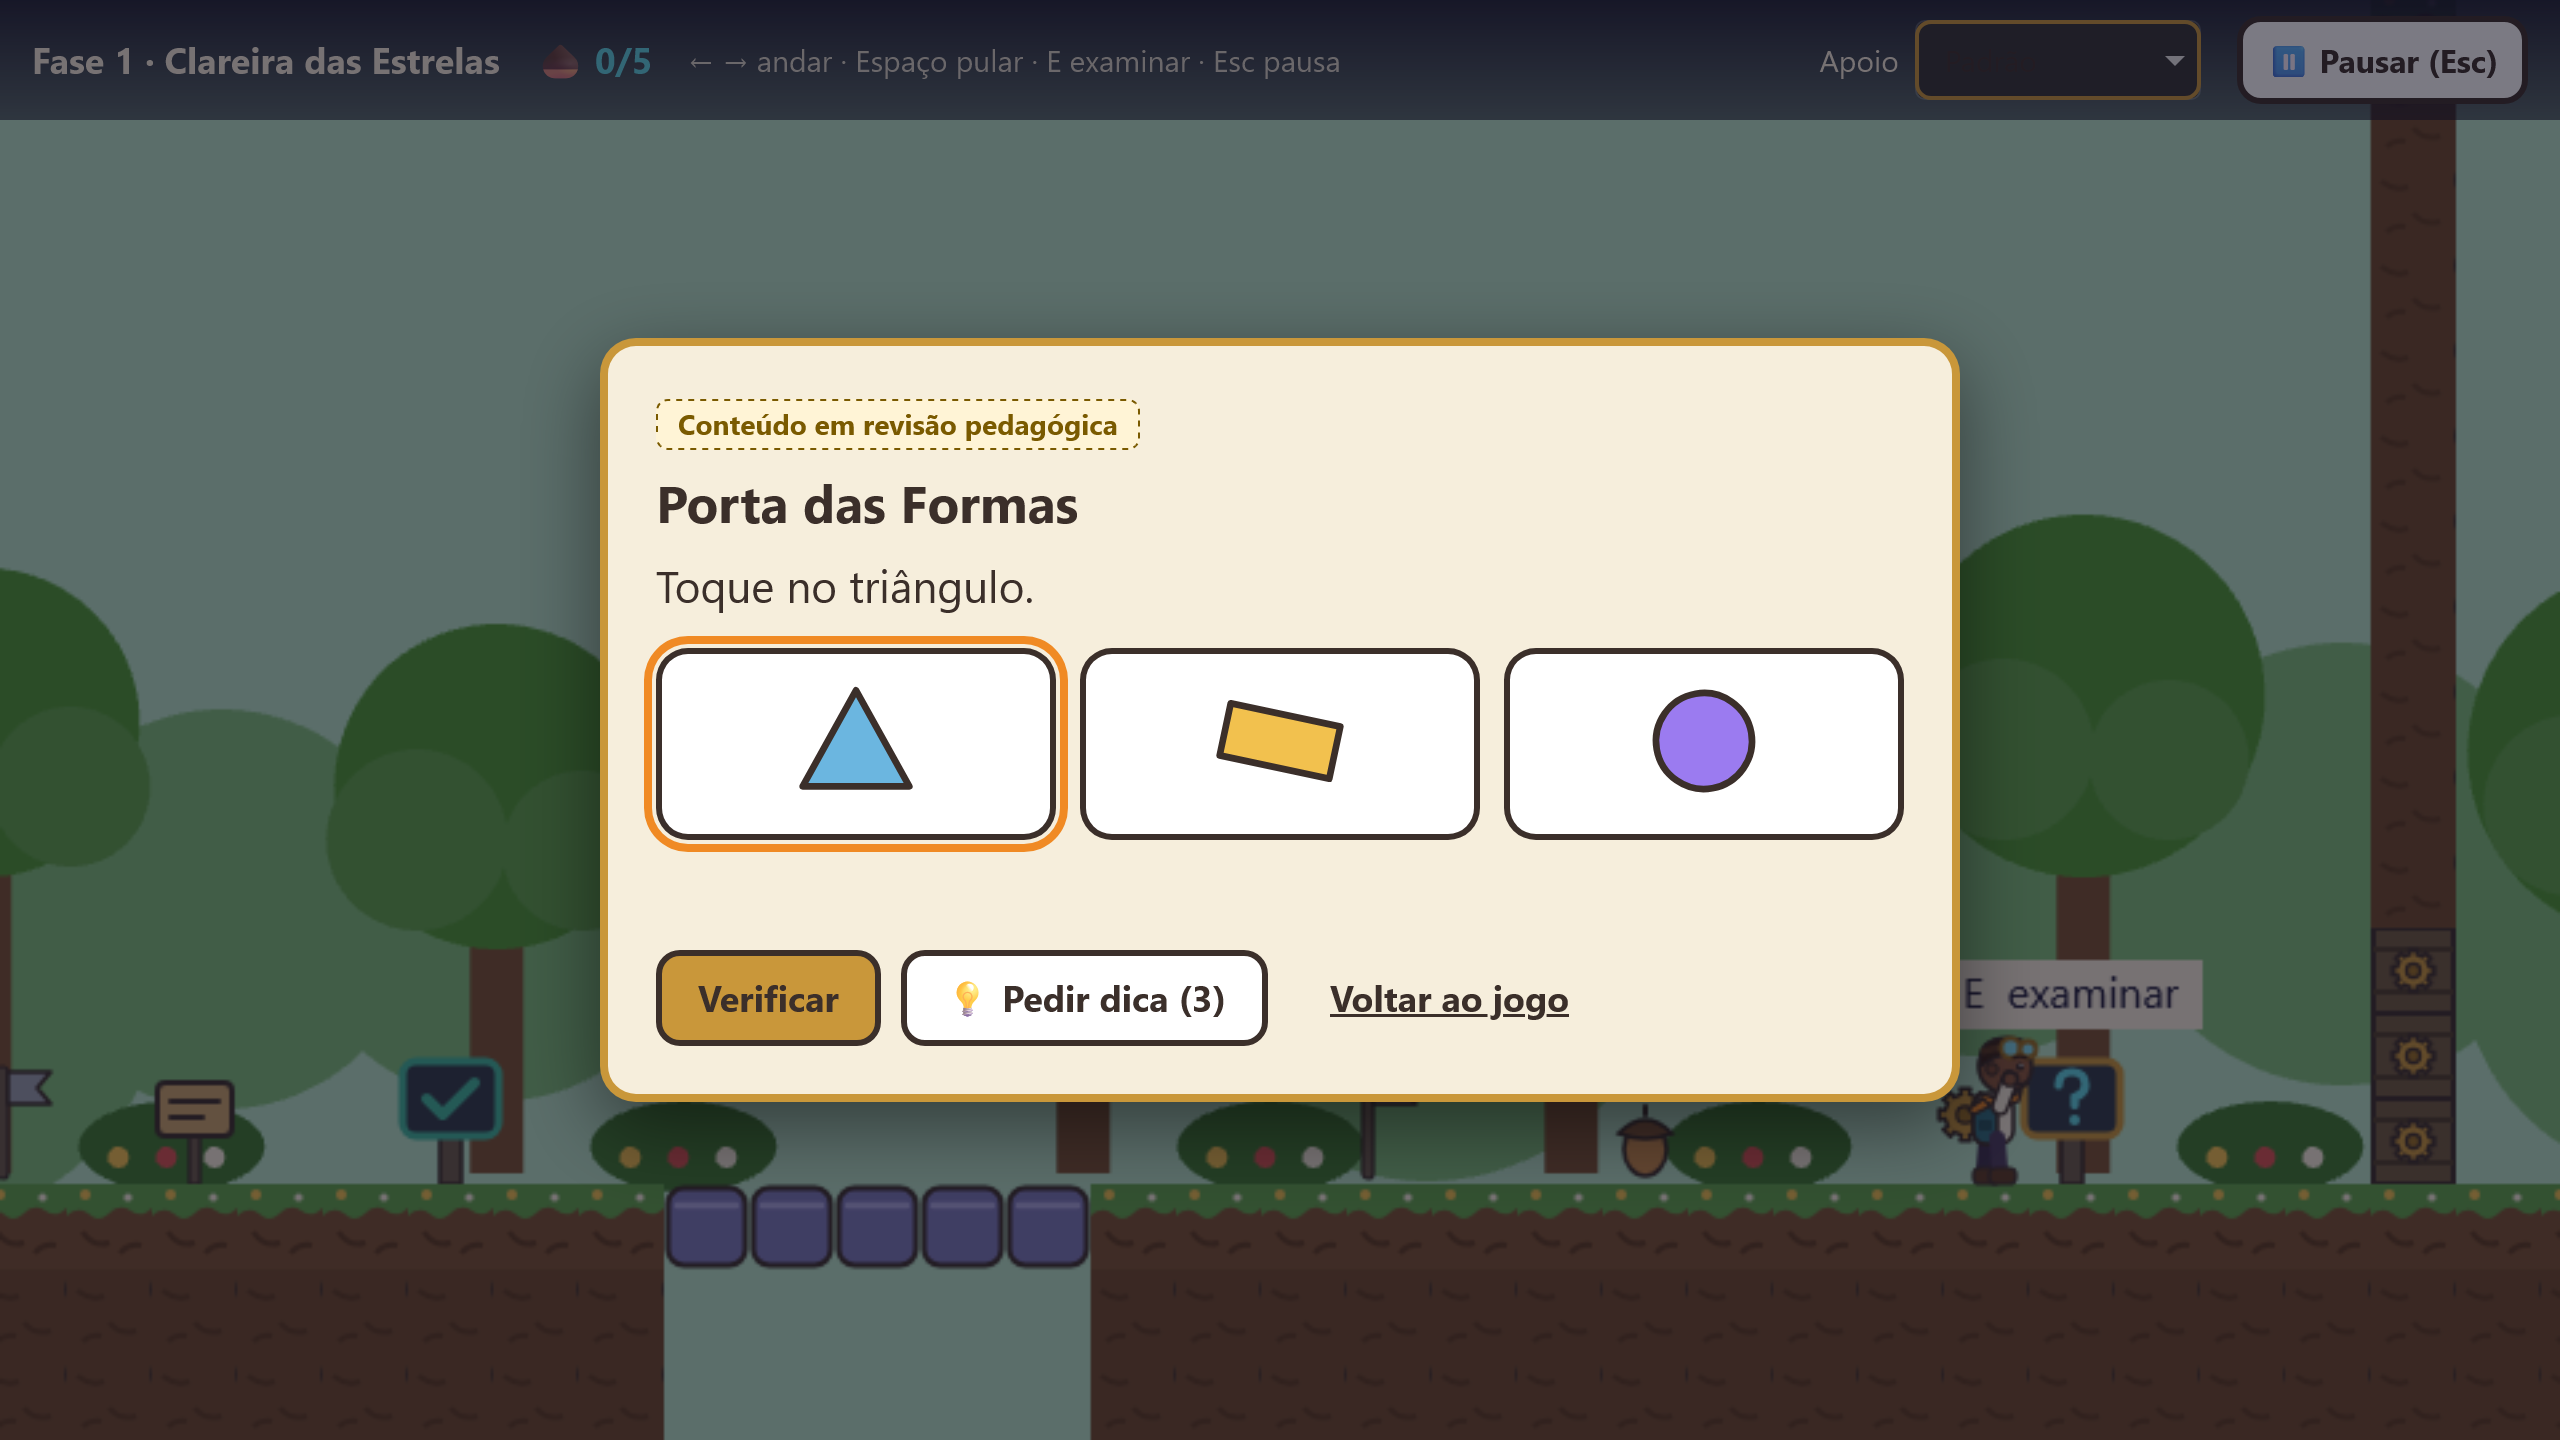 Fase 1 · Clareira das Estrelas 0/5 ← → andar · Espaço pular · E examinar · Esc pausa Apoio Pausar (Esc)
Conteúdo em revisão pedagógica
Porta das Formas
Toque no triângulo.
Verificar Pedir dica (3) Voltar ao jogo
E examinar
?